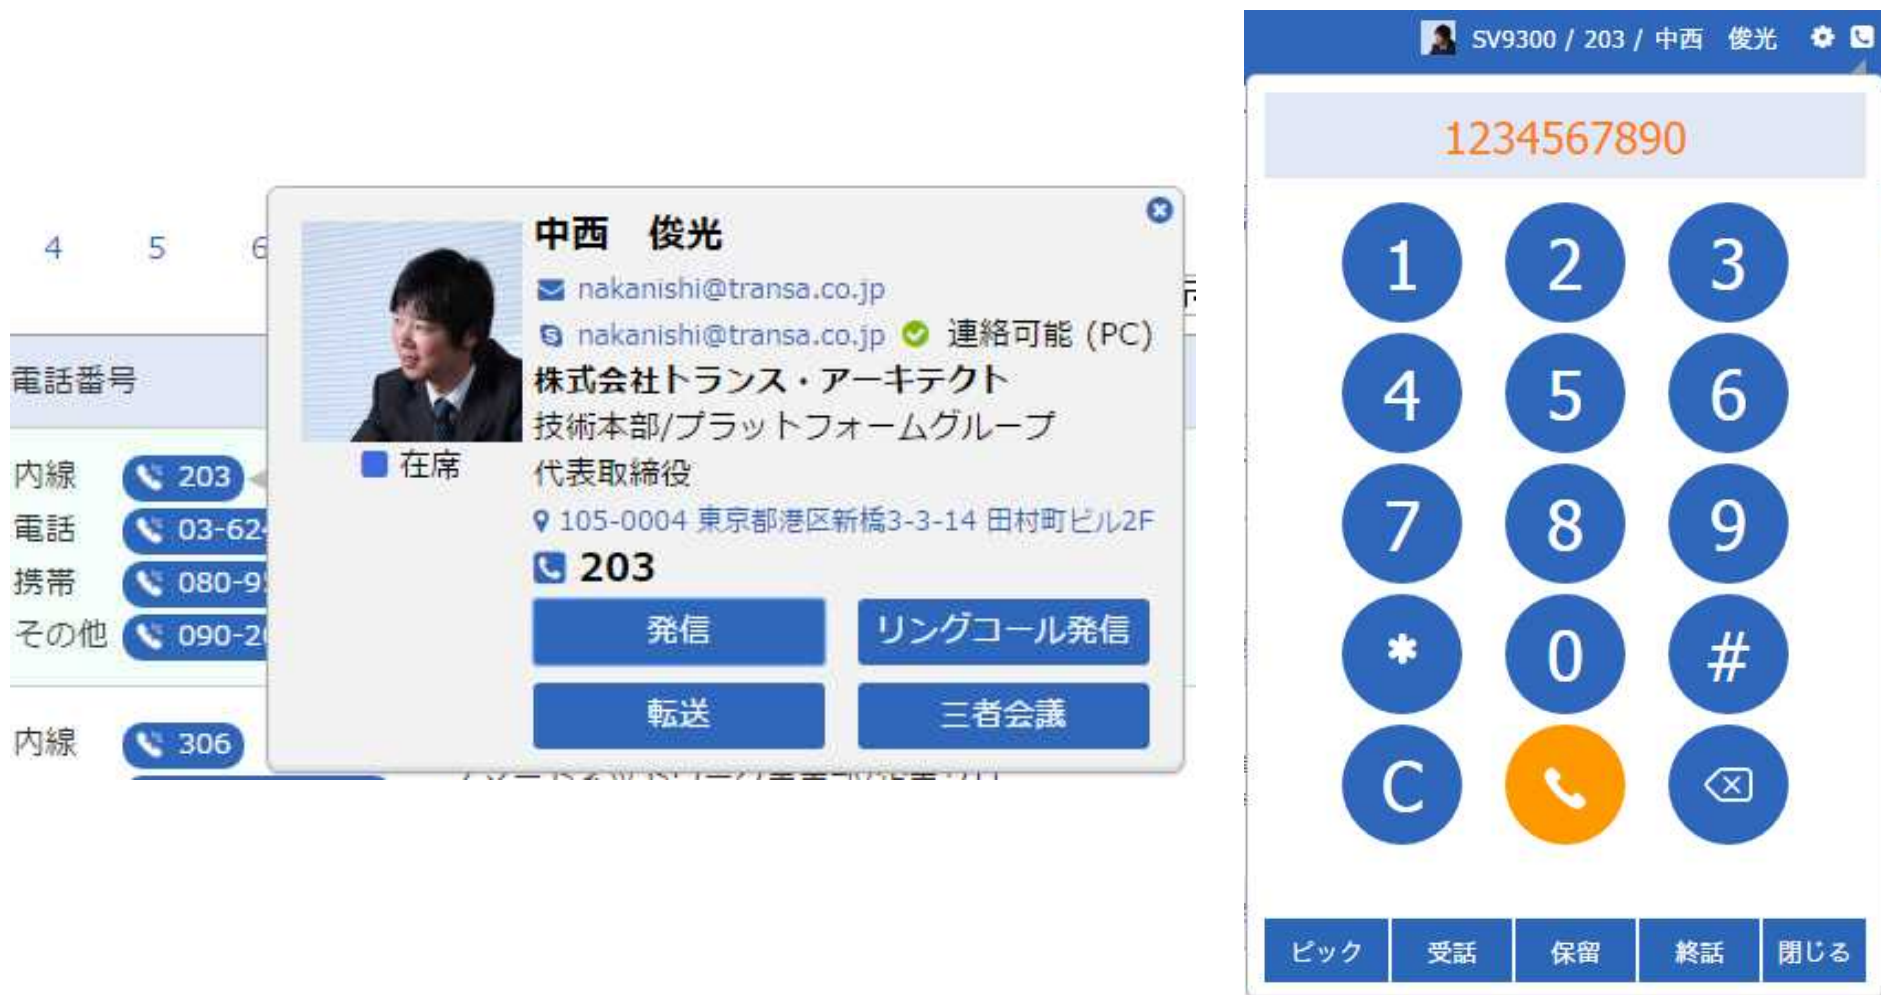 4 5 6
電話番号
内線 203
電話 03-624
携帯 080-9
その他 090-2
内線 306
中西　俊光
nakanishi@transa.co.jp
nakanishi@transa.co.jp 連絡可能 (PC)
株式会社トランス・アーキテクト
技術本部/プラットフォームグループ
代表取締役
105-0004 東京都港区新橋3-3-14 田村町ビル2F
203
在席
発信 リングコール発信
転送 三者会議
SV9300 / 203 / 中西　俊光
1234567890
1 2 3
4 5 6
7 8 9
* 0 #
C
ピック 受話 保留 終話 閉じる